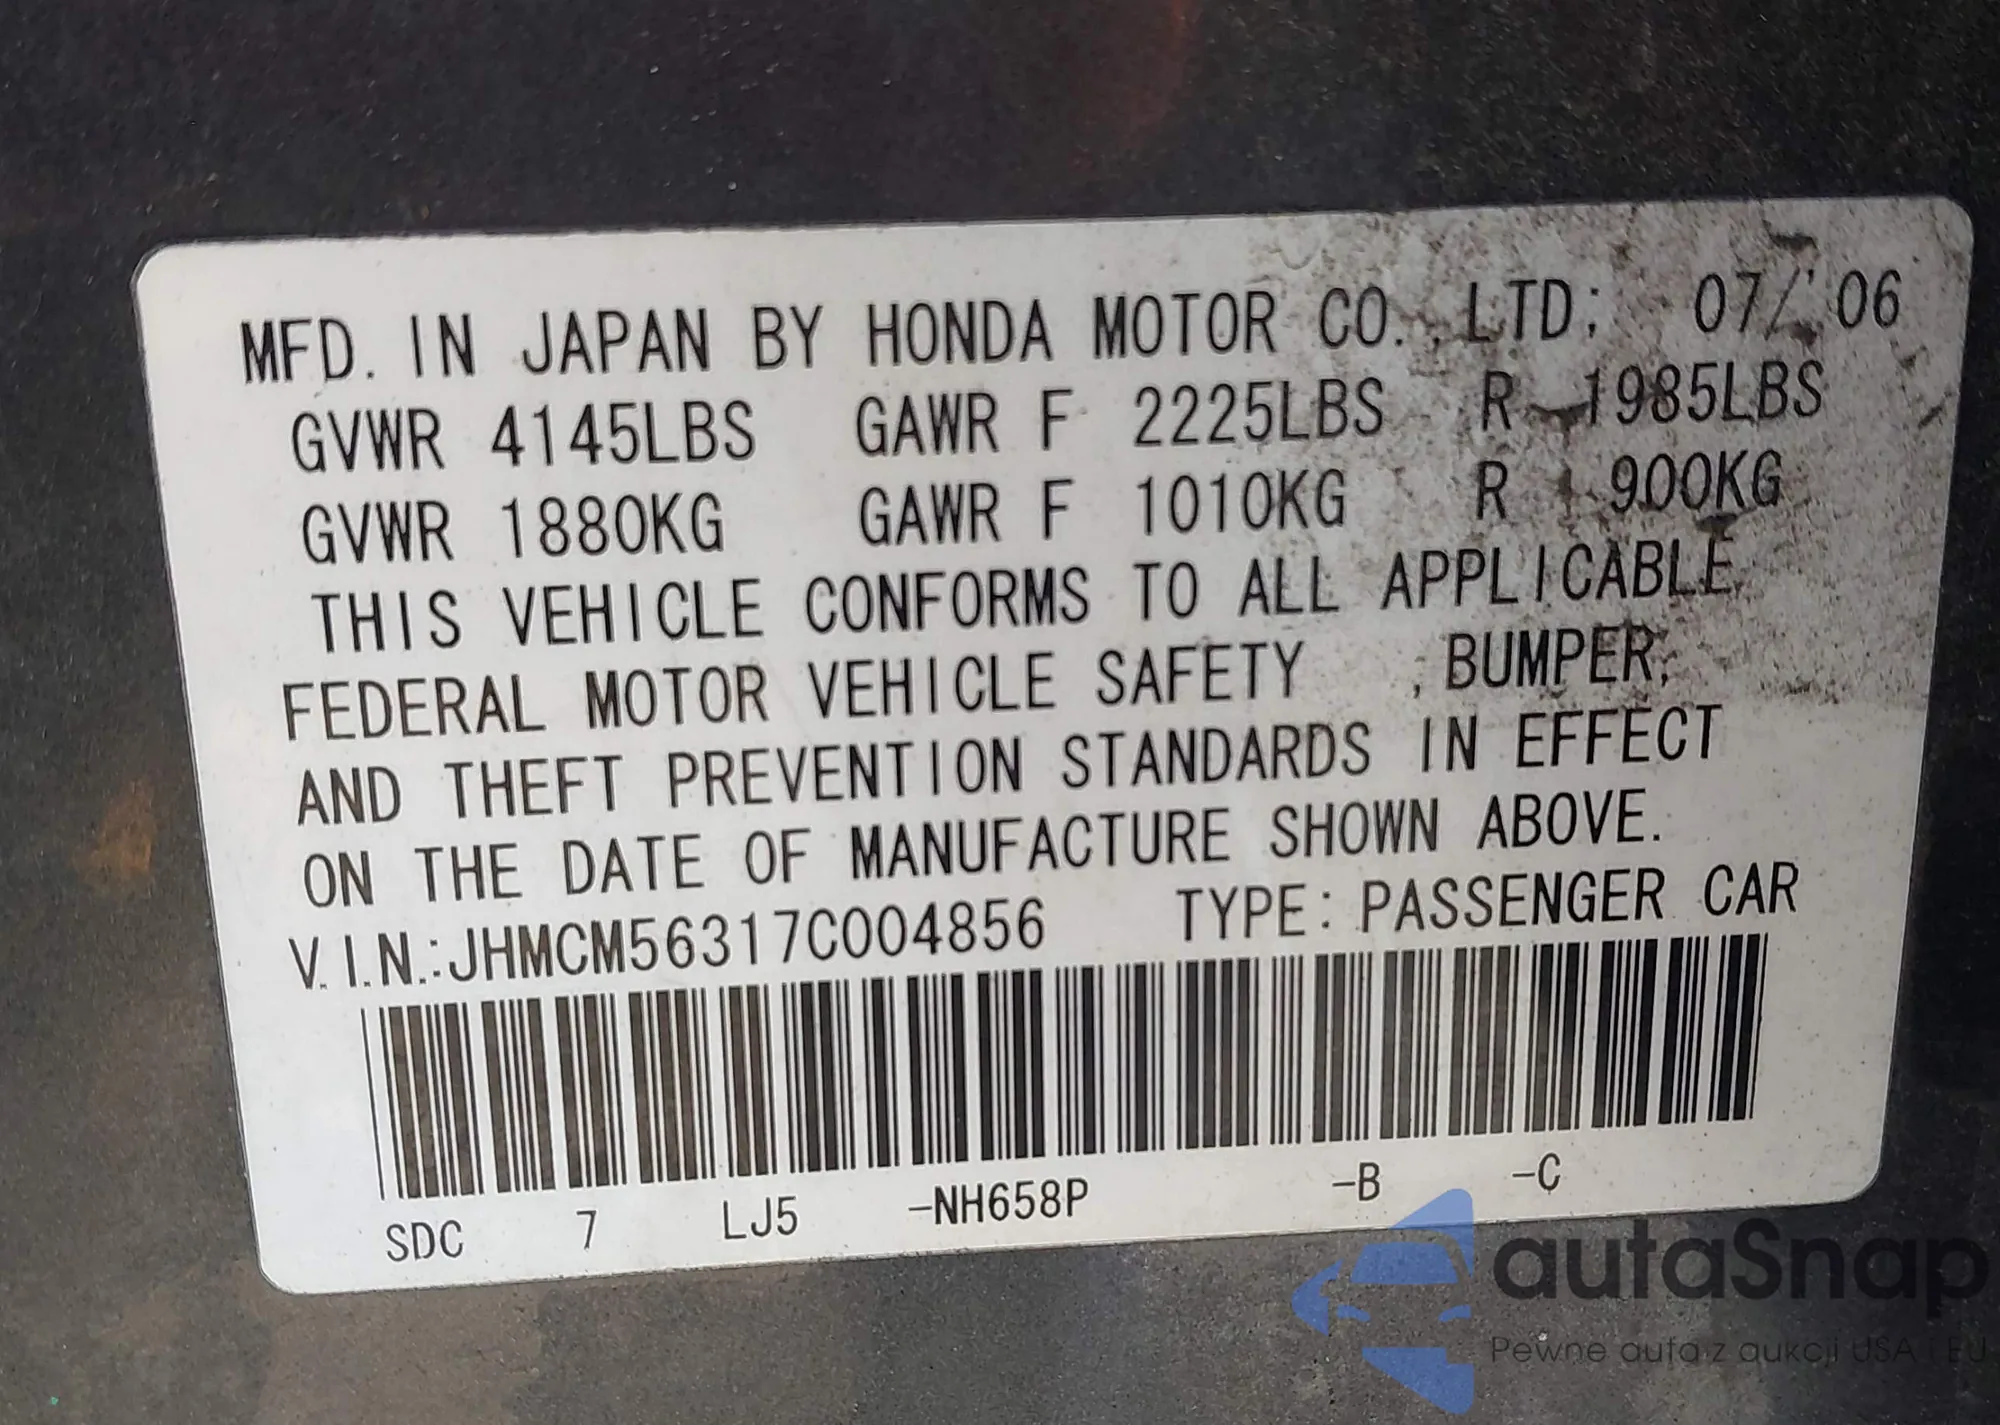 MFD. IN JAPAN BY HONDA MOTOR CO., LTD; 07/'06
GVWR 4145LBS GAWR F 2225LBS R 1985LBS
GVWR 1880KG GAWR F 1010KG R 900KG
THIS VEHICLE CONFORMS TO ALL APPLICABLE
FEDERAL MOTOR VEHICLE SAFETY , BUMPER,
AND THEFT PREVENTION STANDARDS IN EFFECT
ON THE DATE OF MANUFACTURE SHOWN ABOVE.
V.I.N.:JHMCM56317C004856 TYPE: PASSENGER CAR
SDC 7 LJ5 -NH658P -B -C
autaSnap
Pewne auta z aukcji USA i EU